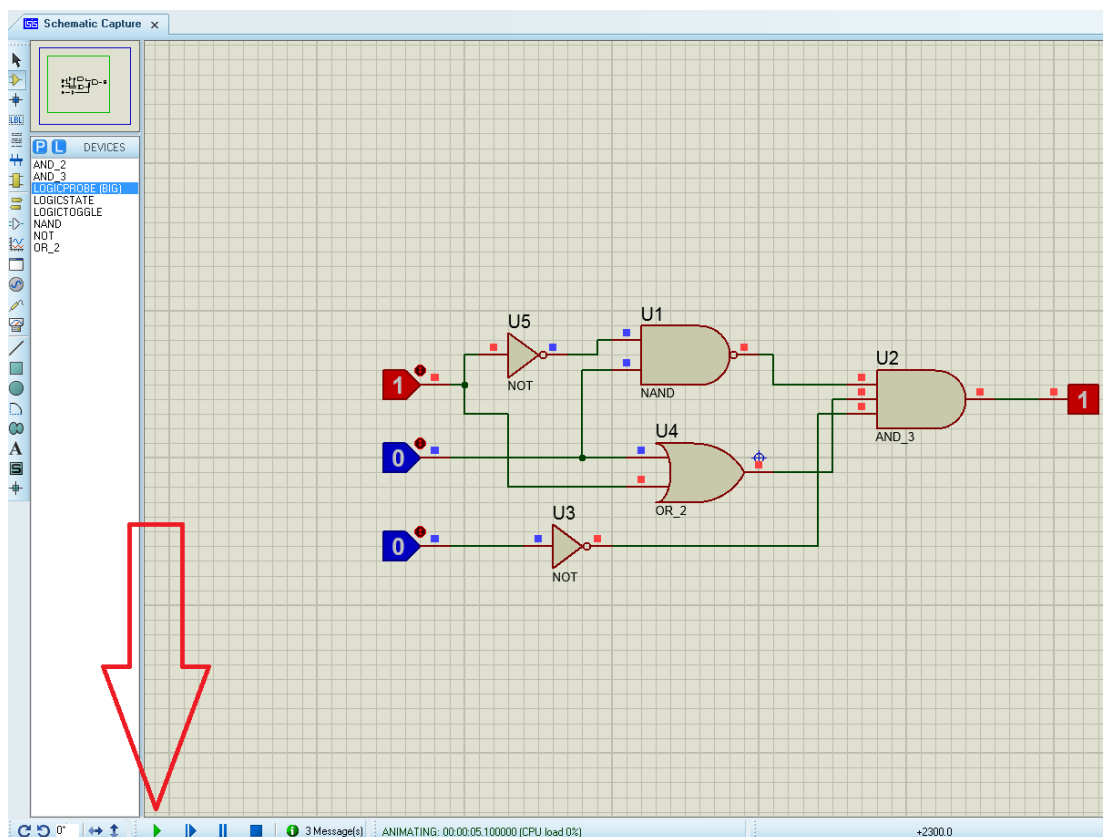 Schematic Capture
LBL
P L DEVICES
AND_2
AND_3
LOGICPROBE (BIG)
LOGICSTATE
LOGICTOGGLE
NAND
NOT
OR_2
A
S
U5
NOT
U1
NAND
U2
AND_3
U4
OR_2
U3
NOT
1
0
0
1
0°
3 Message(s)
ANIMATING: 00:00:05.100000 (CPU load 0%)
+2300.0